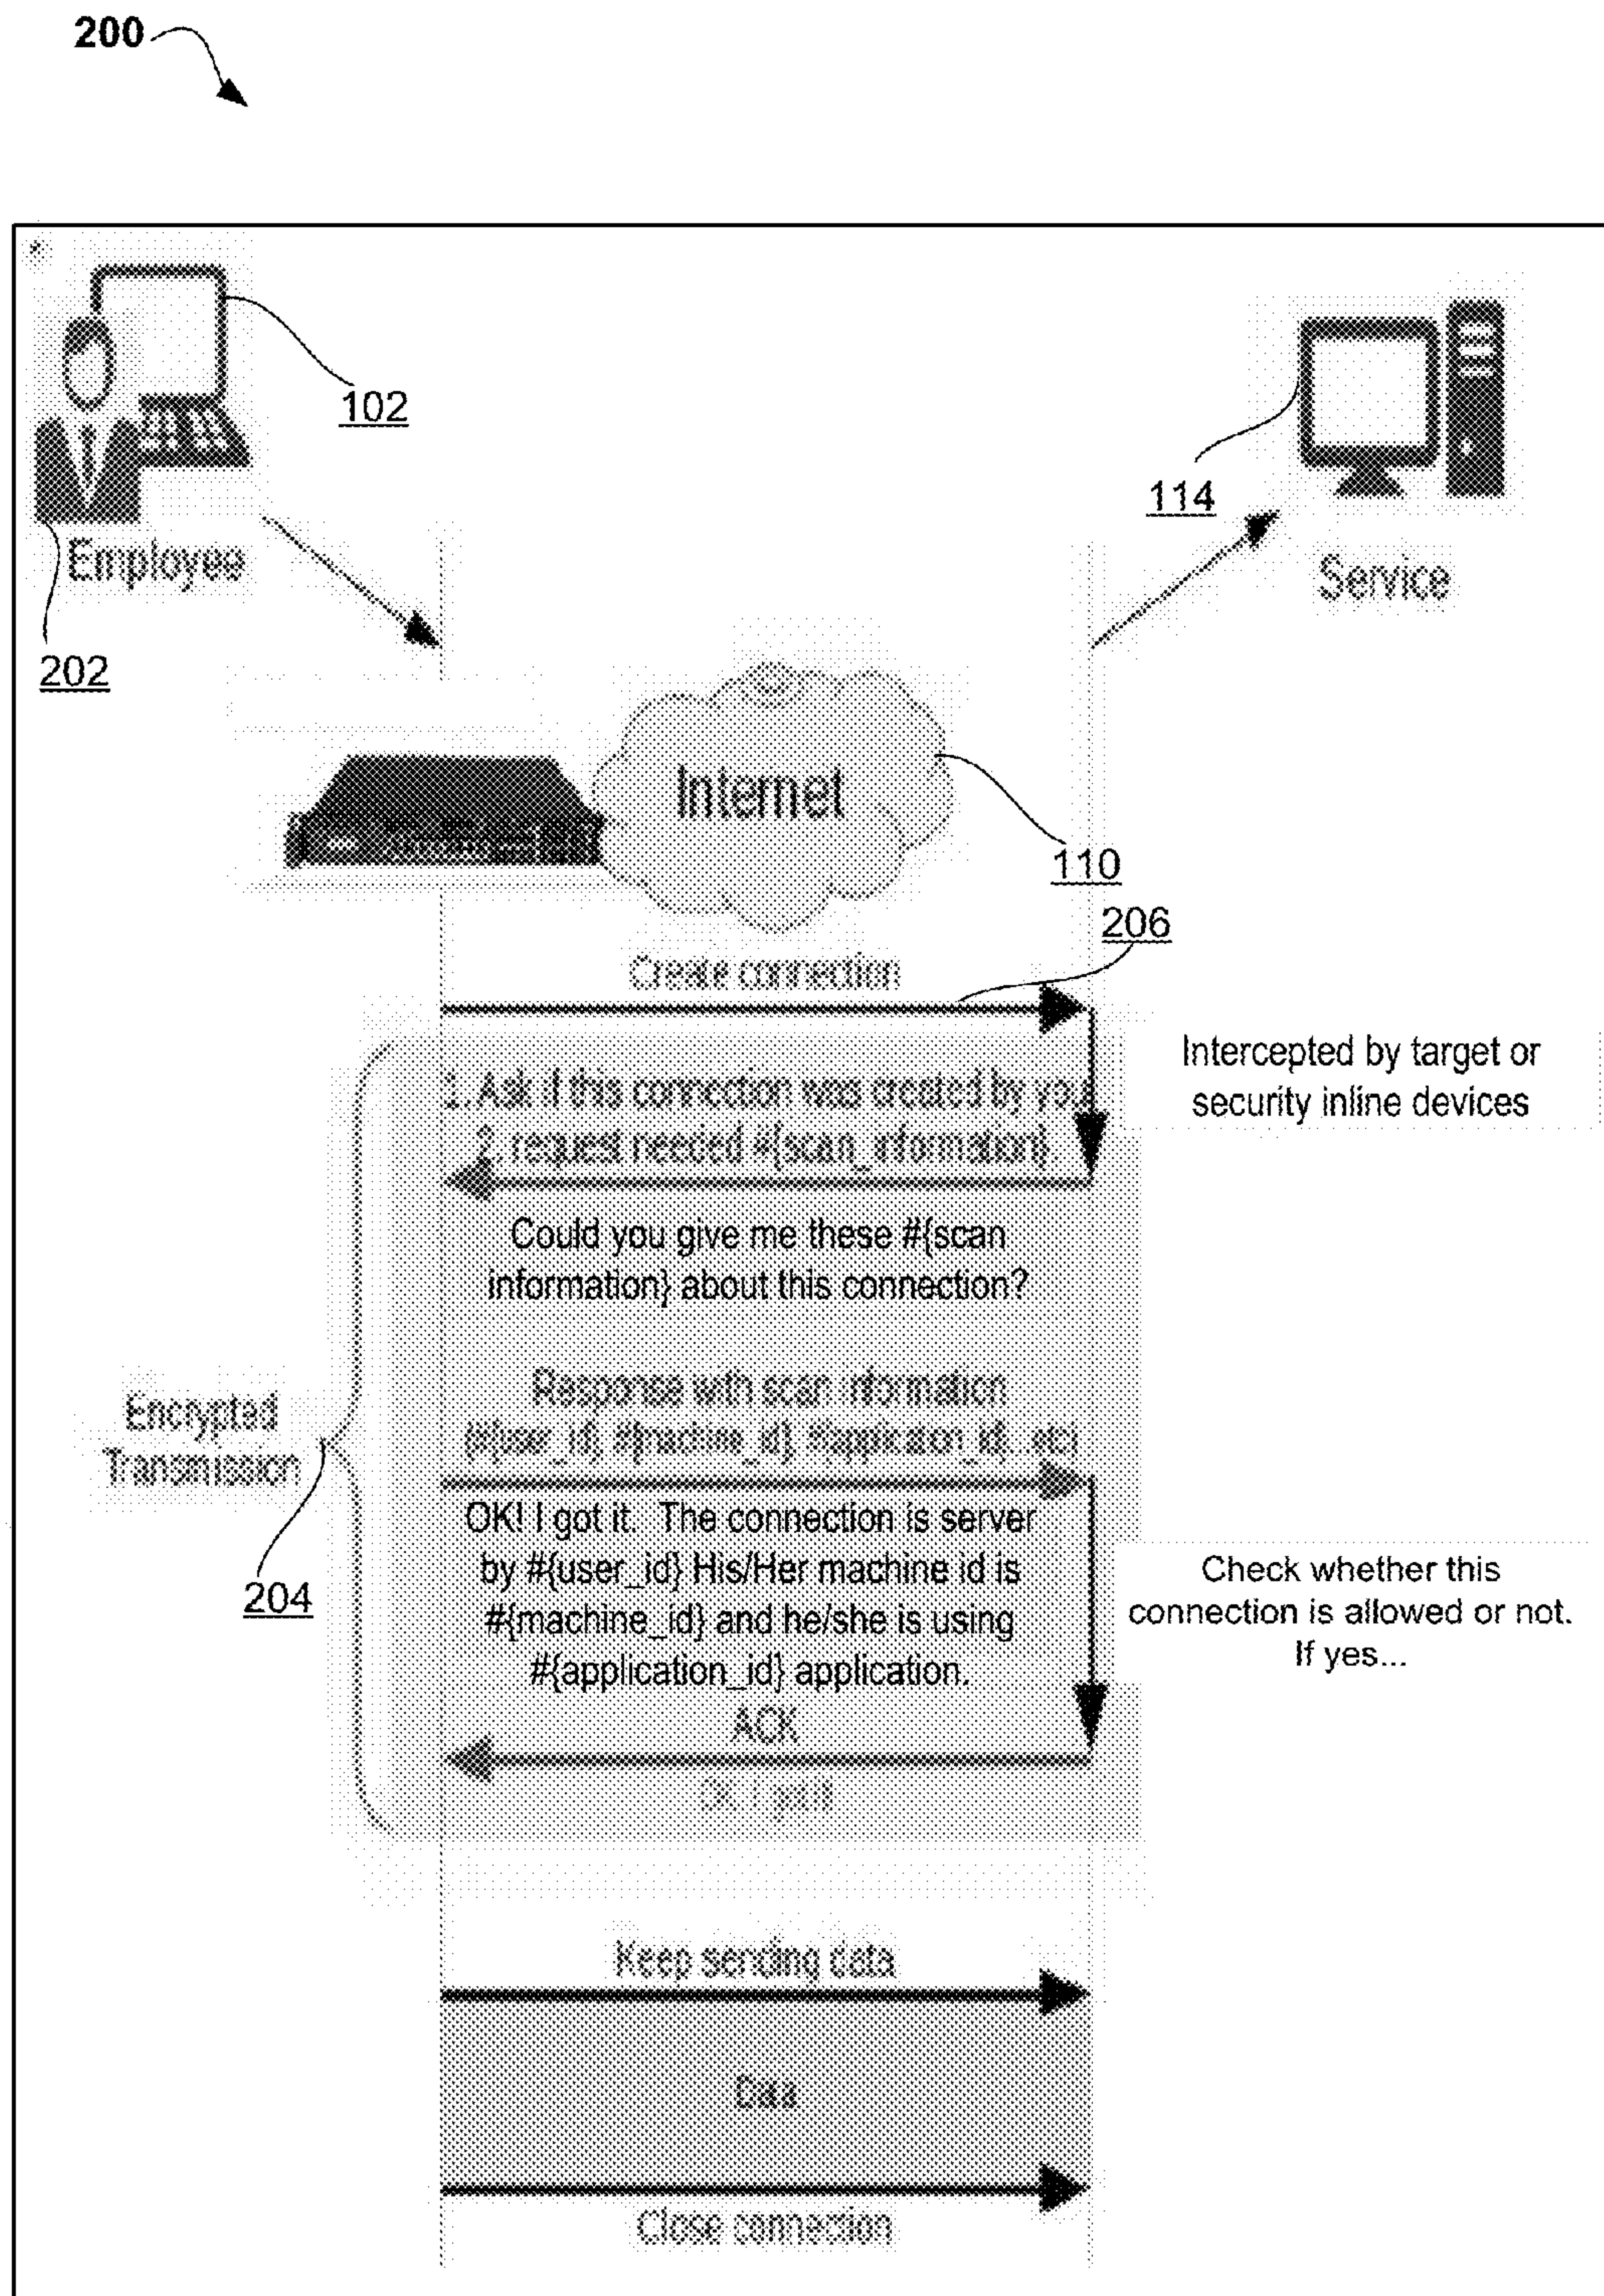 200
102
114
Employee
Service
202
Internet
110
206
Create connection
Intercepted by target or
security inline devices
1. Ask if this connection was created by you.
2. request needed #{scan_information}
Could you give me these #{scan
information} about this connection?
Encrypted
Transmission
204
Response with scan information
{#{user_id}, #{machine_id}, #{application_id},
OK! I got it. The connection is server
by #{user_id} His/Her machine id is
#{machine_id} and he/she is using
#{application_id} application.
Check whether this
connection is allowed or not.
If yes...
ACK
Keep sending data
Data
Close connection